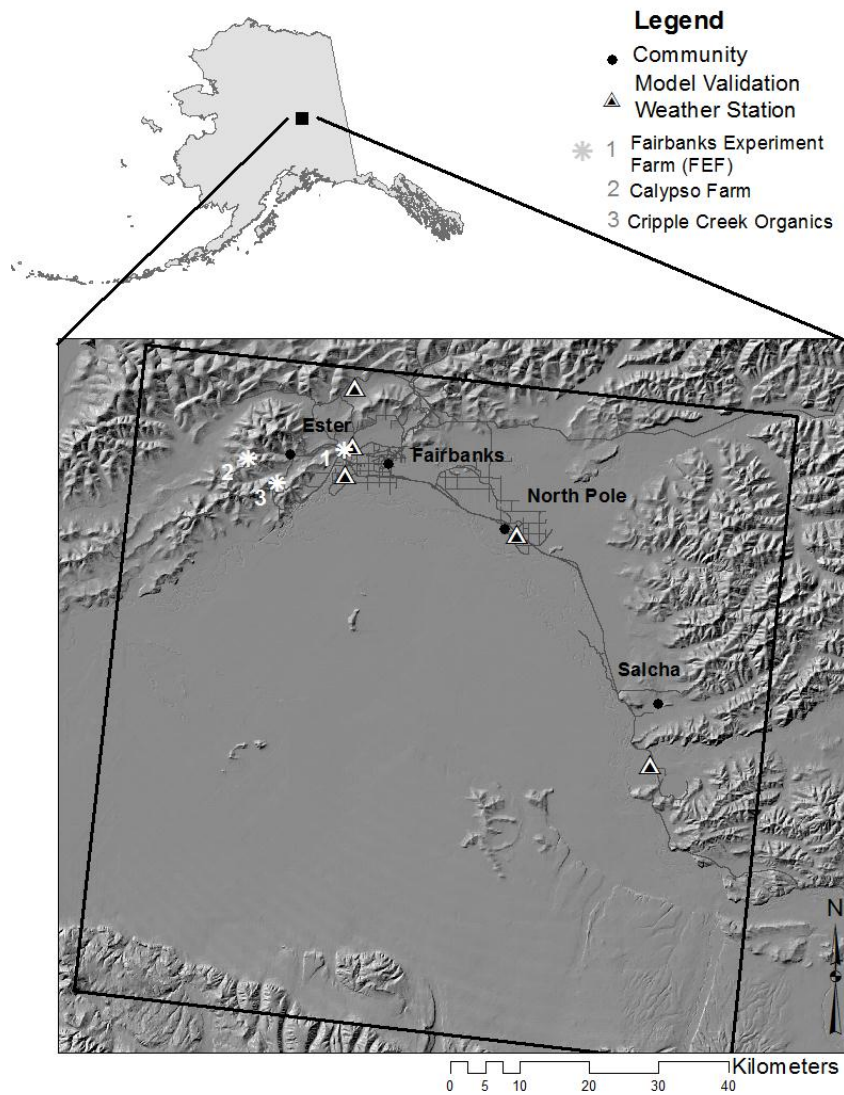 Legend
Community
Model Validation
Weather Station
1 Fairbanks Experiment
Farm (FEF)
2 Calypso Farm
3 Cripple Creek Organics
Ester
1
Fairbanks
2
3
North Pole
Salcha
N
Kilometers
0 5 10 20 30 40